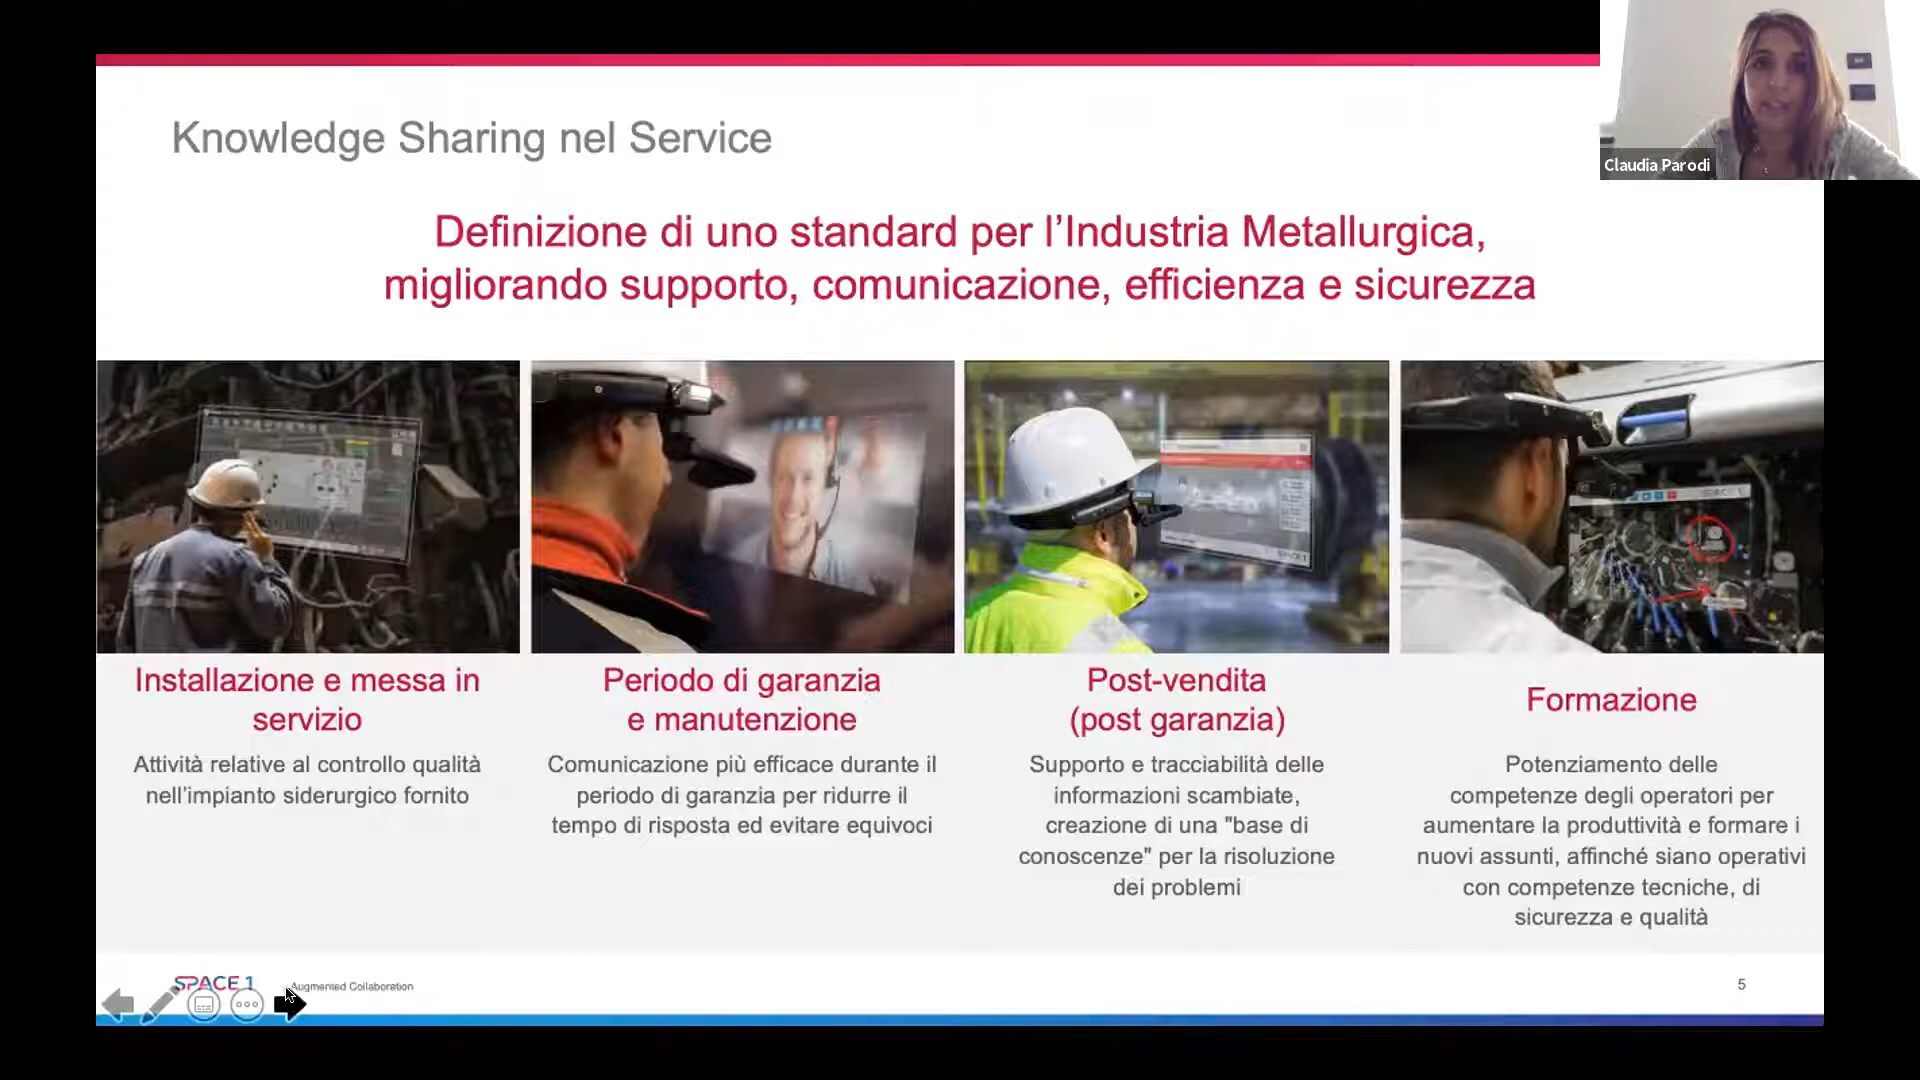 Claudia Parodi
Knowledge Sharing nel Service
Definizione di uno standard per l’Industria Metallurgica,
migliorando supporto, comunicazione, efficienza e sicurezza
Installazione e messa in
servizio
Attività relative al controllo qualità
nell'impianto siderurgico fornito
Periodo di garanzia
e manutenzione
Comunicazione più efficace durante il
periodo di garanzia per ridurre il
tempo di risposta ed evitare equivoci
Post-vendita
(post garanzia)
Supporto e tracciabilità delle
informazioni scambiate,
creazione di una "base di
conoscenze" per la risoluzione
dei problemi
Formazione
Potenziamento delle
competenze degli operatori per
aumentare la produttività e formare i
nuovi assunti, affinché siano operativi
con competenze tecniche, di
sicurezza e qualità
SPACE 1
Augmented Collaboration
5